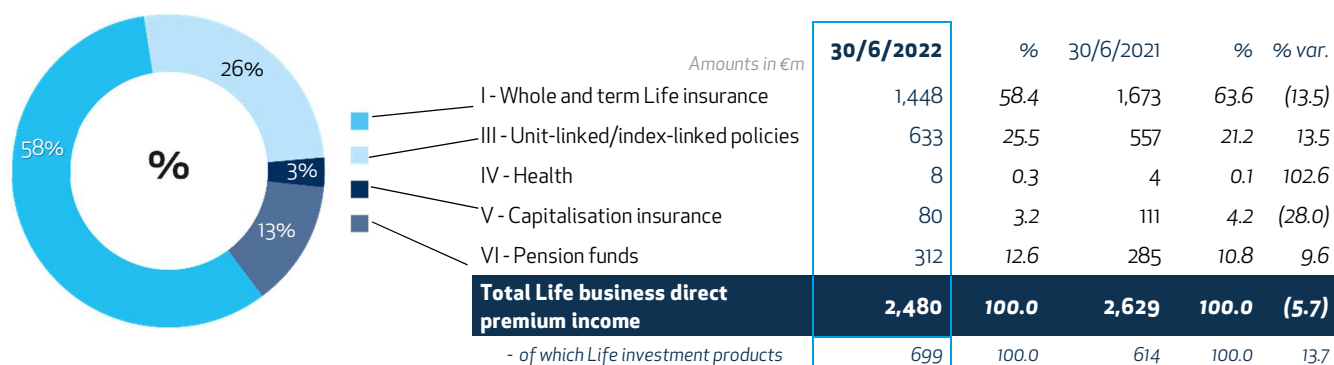 58%
26%
3%
13%
%
Amounts in €m 30/6/2022 % 30/6/2021 % % var.
I - Whole and term Life insurance 1,448 58.4 1,673 63.6 (13.5)
III - Unit-linked/index-linked policies 633 25.5 557 21.2 13.5
IV - Health 8 0.3 4 0.1 102.6
V - Capitalisation insurance 80 3.2 111 4.2 (28.0)
VI - Pension funds 312 12.6 285 10.8 9.6
Total Life business direct
premium income 2,480 100.0 2,629 100.0 (5.7)
- of which Life investment products 699 100.0 614 100.0 13.7